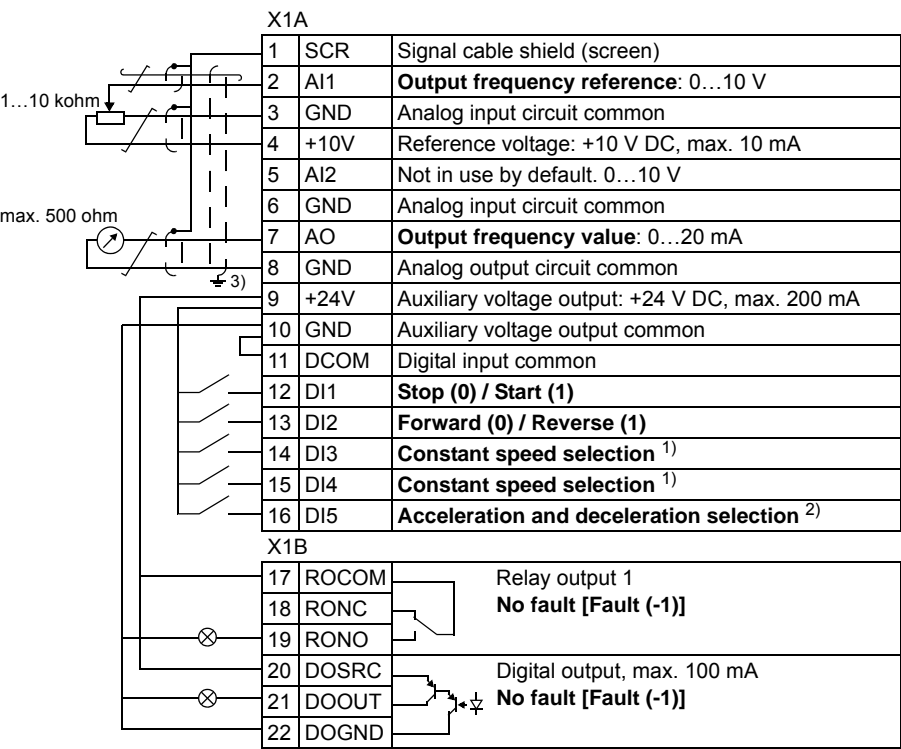 X1A
1 SCR Signal cable shield (screen)
2 AI1 Output frequency reference: 0…10 V
1…10 kohm
3 GND Analog input circuit common
4 +10V Reference voltage: +10 V DC, max. 10 mA
5 AI2 Not in use by default. 0…10 V
6 GND Analog input circuit common
max. 500 ohm
7 AO Output frequency value: 0…20 mA
8 GND Analog output circuit common
3)
9 +24V Auxiliary voltage output: +24 V DC, max. 200 mA
10 GND Auxiliary voltage output common
11 DCOM Digital input common
12 DI1 Stop (0) / Start (1)
13 DI2 Forward (0) / Reverse (1)
14 DI3 Constant speed selection 1)
15 DI4 Constant speed selection 1)
16 DI5 Acceleration and deceleration selection 2)
X1B
17 ROCOM Relay output 1
18 RONC No fault [Fault (-1)]
19 RONO
20 DOSRC Digital output, max. 100 mA
21 DOOUT No fault [Fault (-1)]
22 DOGND